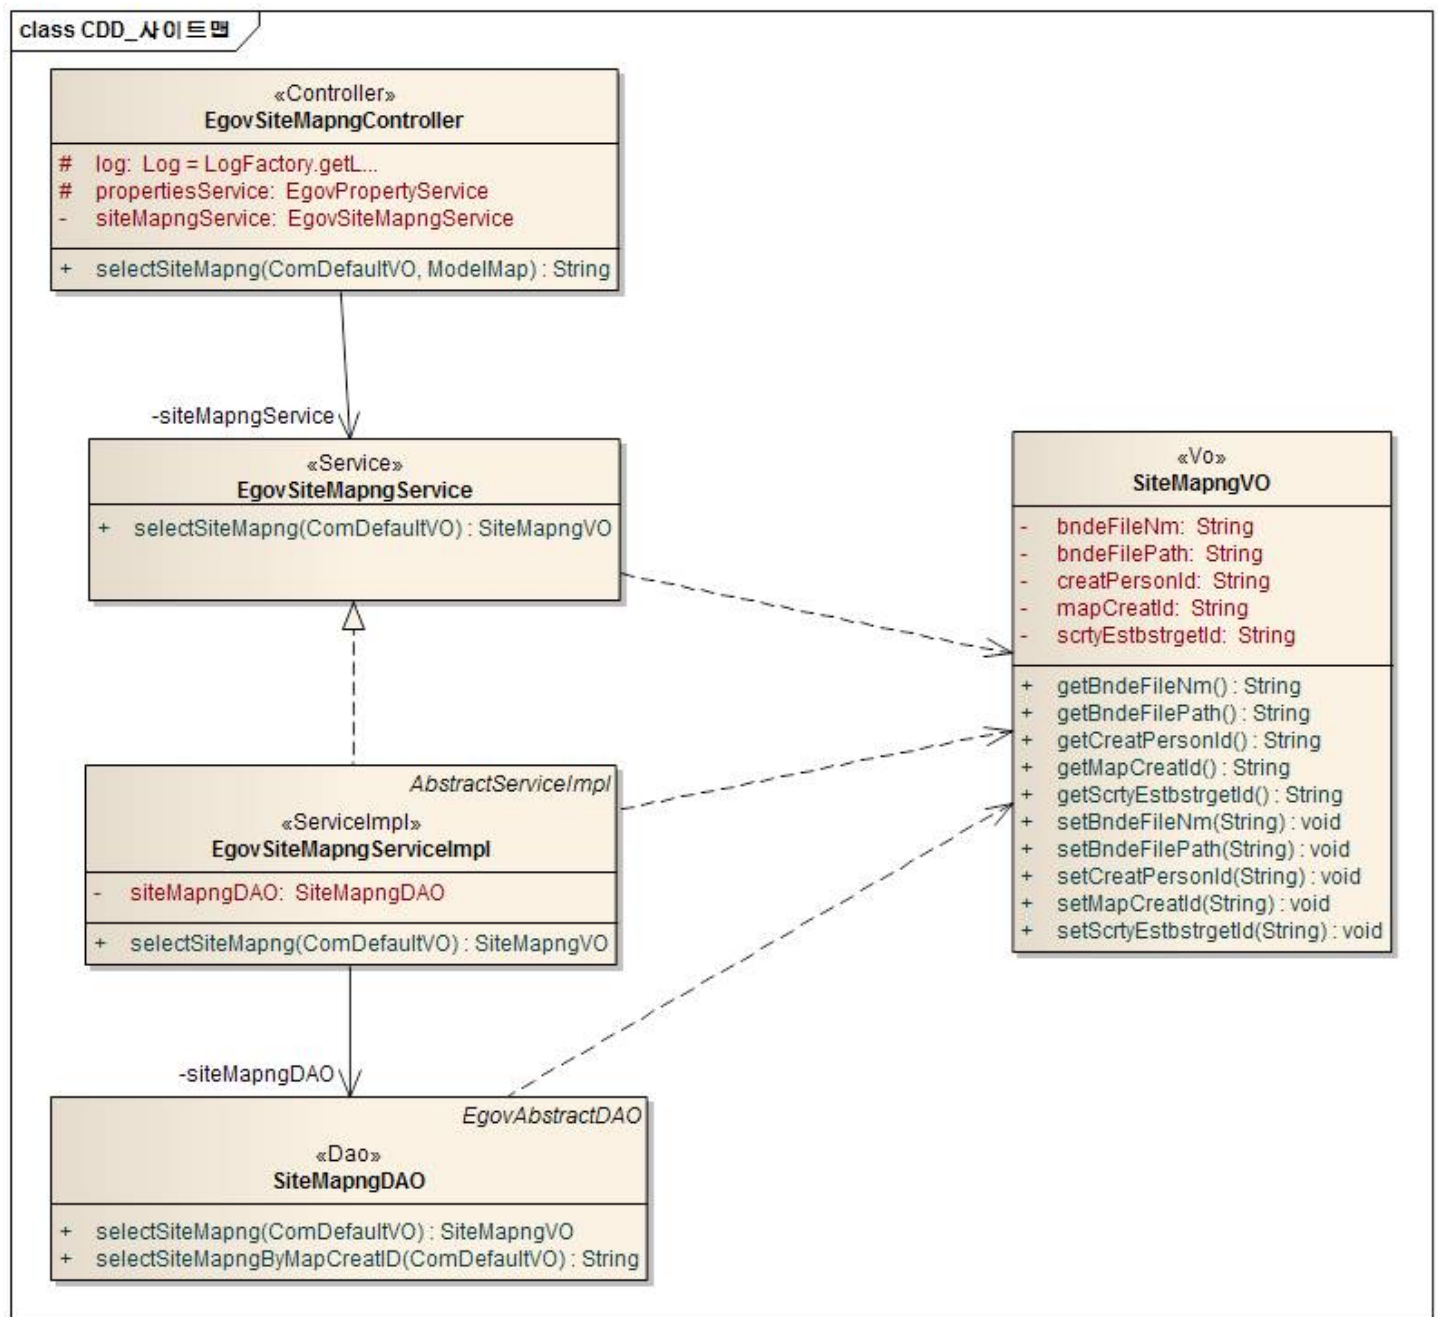 class CDD_사이트맵
«Controller»
EgovSiteMapngController
# log: Log = LogFactory.getL...
# propertiesService: EgovPropertyService
- siteMapngService: EgovSiteMapngService
+ selectSiteMapng(ComDefaultVO, ModelMap) : String
-siteMapngService
«Service»
EgovSiteMapngService
+ selectSiteMapng(ComDefaultVO) : SiteMapngVO
«Vo»
SiteMapngVO
- bndeFileNm: String
- bndeFilePath: String
- creatPersonId: String
- mapCreatId: String
- scrtyEstbstrgetId: String
+ getBndeFileNm() : String
+ getBndeFilePath() : String
+ getCreatPersonId() : String
+ getMapCreatId() : String
+ getScrtyEstbstrgetId() : String
+ setBndeFileNm(String) : void
+ setBndeFilePath(String) : void
+ setCreatPersonId(String) : void
+ setMapCreatId(String) : void
+ setScrtyEstbstrgetId(String) : void
AbstractServiceImpl
«ServiceImpl»
EgovSiteMapngServiceImpl
- siteMapngDAO: SiteMapngDAO
+ selectSiteMapng(ComDefaultVO) : SiteMapngVO
-siteMapngDAO
EgovAbstractDAO
«Dao»
SiteMapngDAO
+ selectSiteMapng(ComDefaultVO) : SiteMapngVO
+ selectSiteMapngByMapCreatID(ComDefaultVO) : String